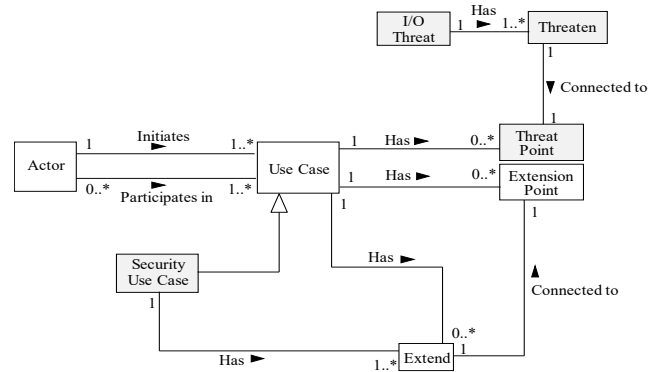 I/O
Threat
1
Has
1..*
Threaten
1
Connected to
1
Actor
1
Initiates
1..*
0..*
Participates in
1..*
Use Case
1
Has
0..*
Threat
Point
1
Has
0..*
Extension
Point
1
1
Security
Use Case
1
Has
0..*
Connected to
Has
1..*
Extend
1